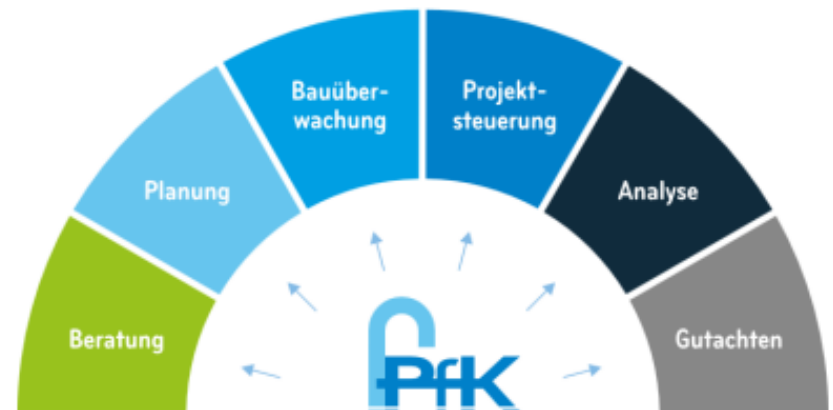 Bauüber-
wachung
Projekt-
steuerung
Planung
Analyse
Beratung
Gutachten
PfK